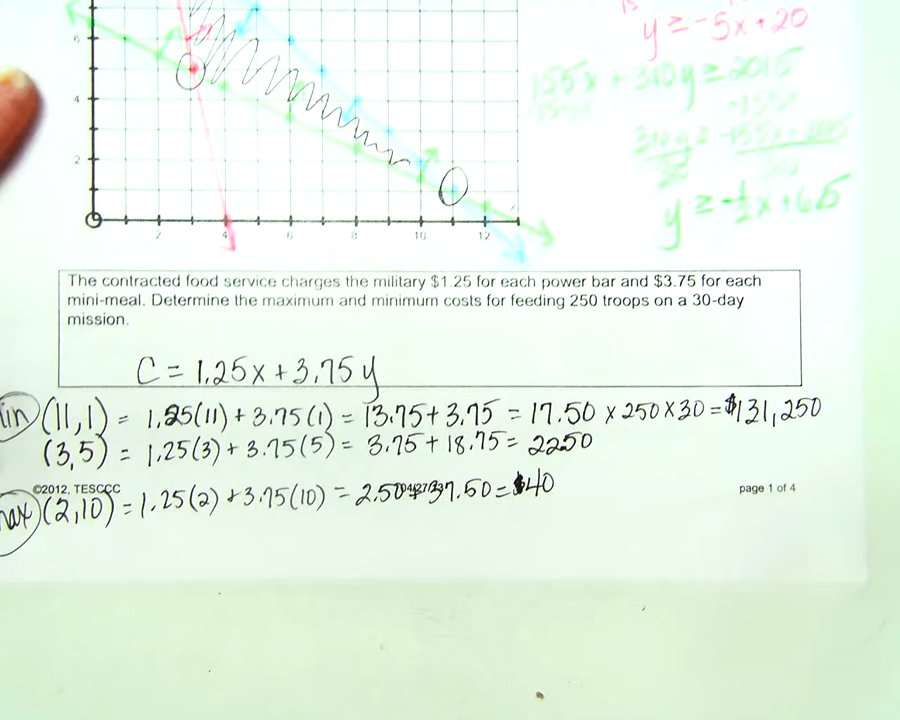 y ≥ -5x + 20
155x + 310y ≥ 2015
-155x
310y ≥ -155x + 2015
y ≥ -1/2x + 6.5
6
4
2
2 4 6 8 10 12
The contracted food service charges the military $1.25 for each power bar and $3.75 for each
mini-meal. Determine the maximum and minimum costs for feeding 250 troops on a 30-day
mission.
C = 1.25x + 3.75y
(11,1) = 1.25(11) + 3.75(1) = 13.75 + 3.75 = 17.50 x 250 x 30 = $131,250
(3,5) = 1.25(3) + 3.75(5) = 3.75 + 18.75 = 22.50
©2012, TESCCC page 1 of 4
(2,10) = 1.25(2) + 3.75(10) = 2.50 + 37.50 = $40